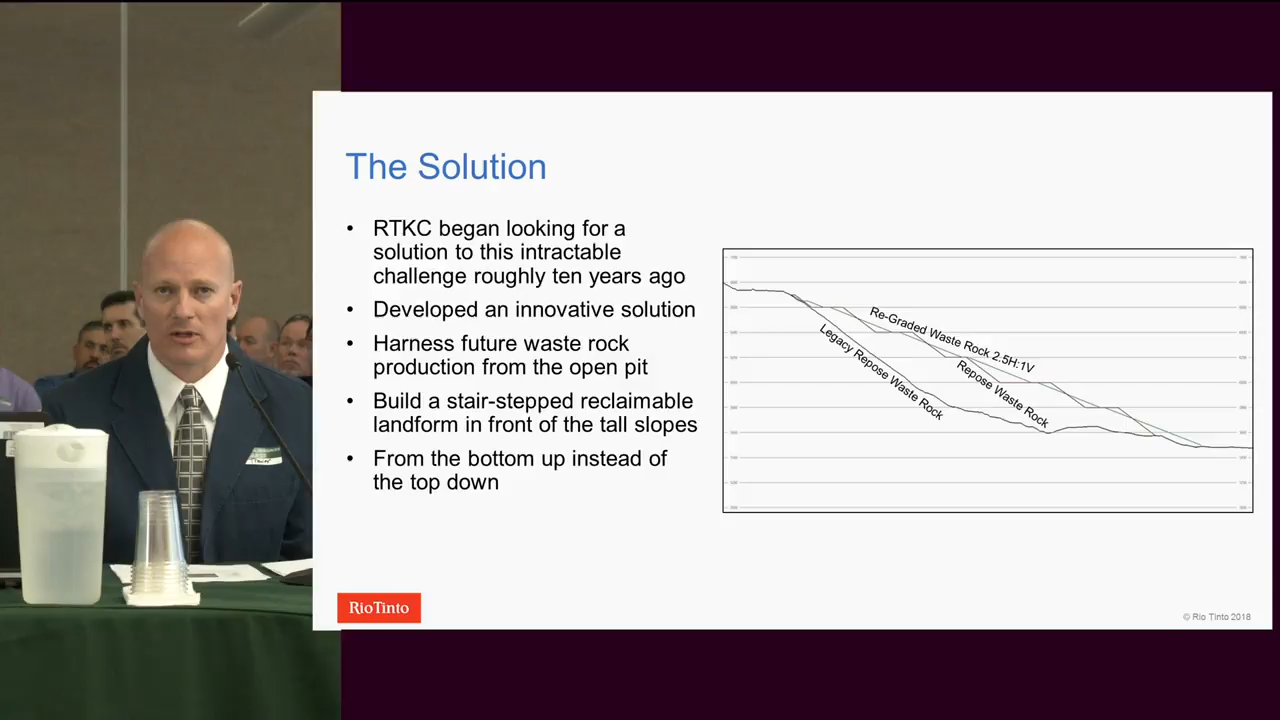 The Solution
• RTKC began looking for a
solution to this intractable
challenge roughly ten years ago
• Developed an innovative solution
• Harness future waste rock
production from the open pit
• Build a stair-stepped reclaimable
landform in front of the tall slopes
• From the bottom up instead of
the top down
Re-Graded Waste Rock 2.5H:1V
Legacy Repose Waste Rock
Repose Waste Rock
RioTinto
© Rio Tinto 2018